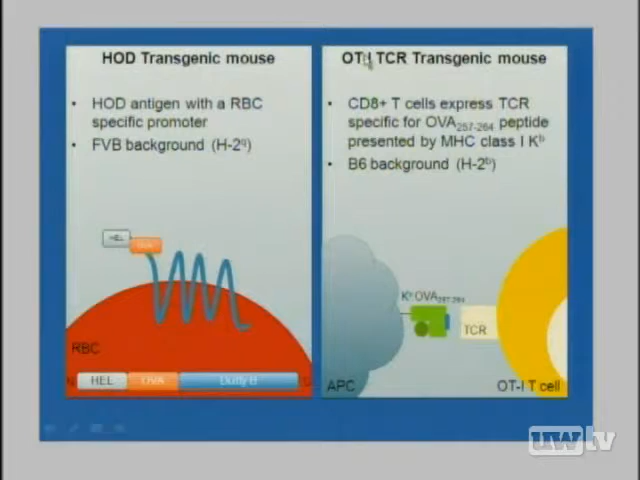 HOD Transgenic mouse
• HOD antigen with a RBC
specific promoter
• FVB background (H-2q)
HEL
OVA
RBC
N
HEL
OVA
Duffy B
C
OT-I TCR Transgenic mouse
• CD8+ T cells express TCR
specific for OVA257-264 peptide
presented by MHC class I Kb
• B6 background (H-2b)
Kb OVA257-264
TCR
APC
OT-I T cell
uwtv